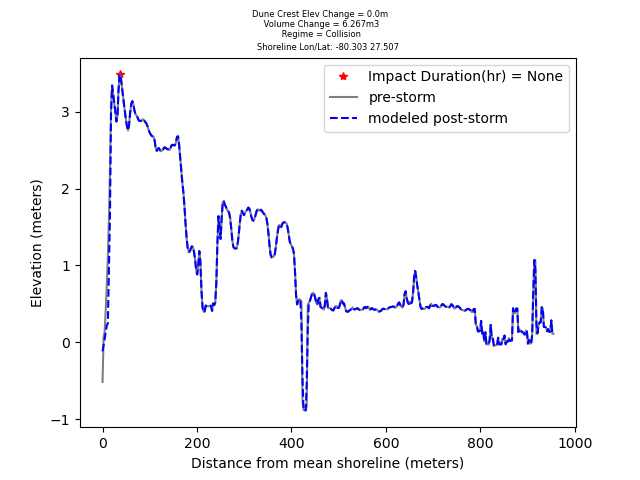 Dune Crest Elev Change = 0.0m
Volume Change = 6.267m3
Regime = Collision
Shoreline Lon/Lat: -80.303 27.507
Impact Duration(hr) = None
pre-storm
modeled post-storm
3
2
1
0
−1
Elevation (meters)
0 200 400 600 800 1000
Distance from mean shoreline (meters)